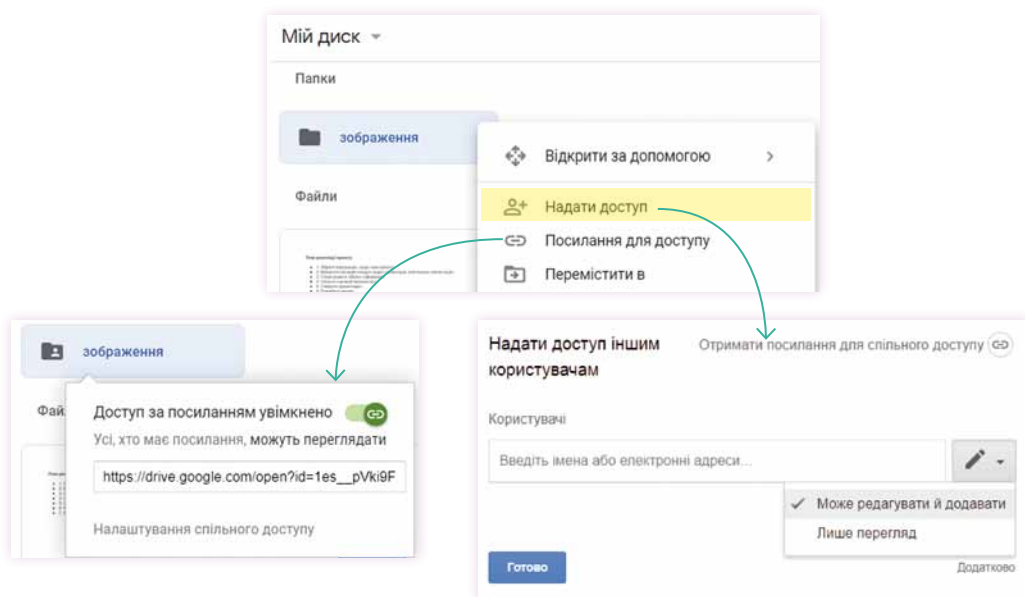 Мій диск
Папки
зображення
Відкрити за допомогою
Файли
Надати доступ
Посилання для доступу
Перемістити в
зображення
Фай
Доступ за посиланням увімкнено
Усі, хто має посилання, можуть переглядати
https://drive.google.com/open?id=1es__pVki9F
Налаштування спільного доступу
Надати доступ іншим
користувачам
Отримати посилання для спільного доступу
Користувачі
Введіть імена або електронні адреси...
Може редагувати й додавати
Лише перегляд
Готово
Додатково